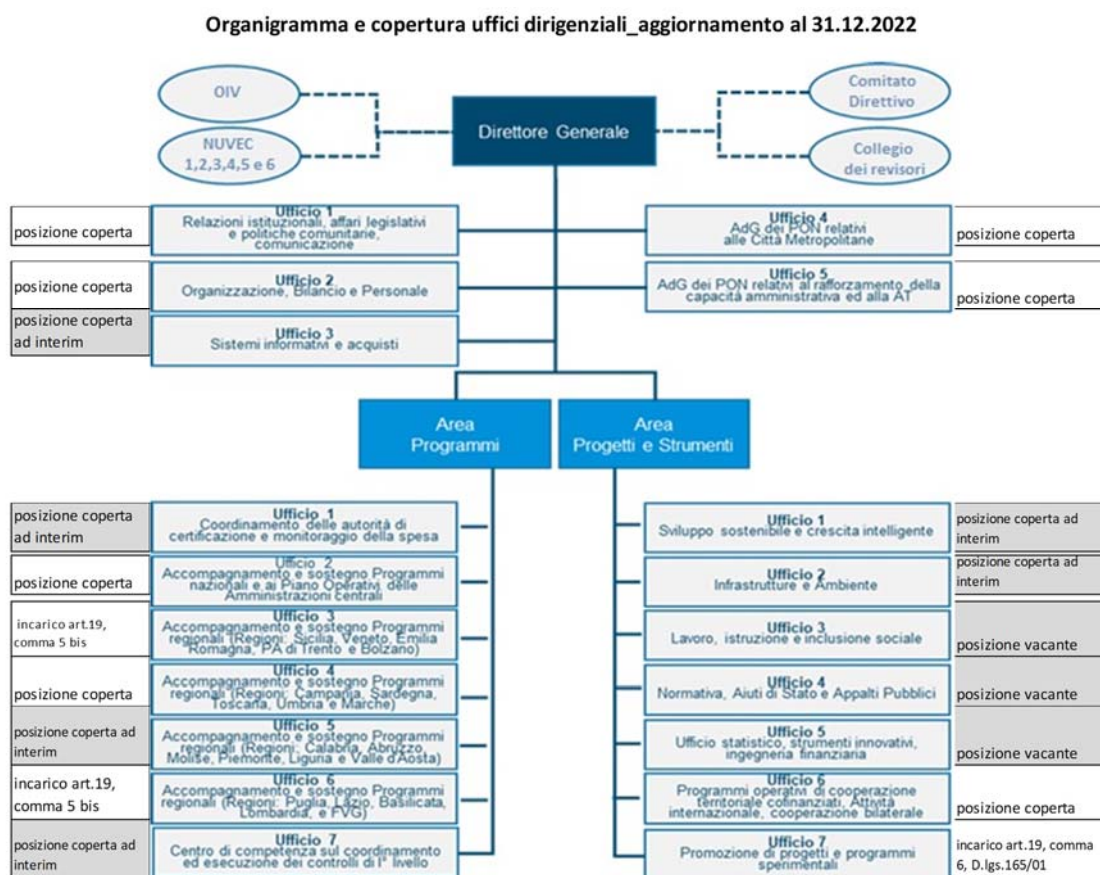 Organigramma e copertura uffici dirigenziali_aggiornamento al 31.12.2022
OIV
NUVEC
1,2,3,4,5 e 6
Direttore Generale
Comitato
Direttivo
Collegio
dei revisori
posizione coperta
Ufficio 1
Relazioni istituzionali, affari legislativi
e politiche comunitarie,
comunicazione
Ufficio 4
AdG dei PON relativi
alle Città Metropolitane
posizione coperta
posizione coperta
Ufficio 2
Organizzazione, Bilancio e Personale
Ufficio 5
AdG dei PON relativi al rafforzamento della
capacità amministrativa ed alla AT
posizione coperta
posizione coperta
ad interim
Ufficio 3
Sistemi informativi e acquisti
Area
Programmi
Area
Progetti e Strumenti
posizione coperta
ad interim
Ufficio 1
Coordinamento delle autorità di
certificazione e monitoraggio della spesa
posizione coperta
Ufficio 2
Accompagnamento e sostegno Programmi
nazionali e ai Piano Operativi delle
Amministrazioni centrali
incarico art.19,
comma 5 bis
Ufficio 3
Accompagnamento e sostegno Programmi
regionali (Regioni: Sicilia, Veneto, Emilia
Romagna, PA di Trento e Bolzano)
posizione coperta
Ufficio 4
Accompagnamento e sostegno Programmi
regionali (Regioni: Campania, Sardegna,
Toscana, Umbria e Marche)
posizione coperta ad
interim
Ufficio 5
Accompagnamento e sostegno Programmi
regionali (Regioni: Calabria, Abruzzo,
Molise, Piemonte, Liguria e Valle d'Aosta)
incarico art.19,
comma 5 bis
Ufficio 6
Accompagnamento e sostegno Programmi
regionali (Regioni: Puglia, Lazio, Basilicata,
Lombardia, e FVG)
posizione coperta ad
interim
Ufficio 7
Centro di competenza sul coordinamento
ed esecuzione dei controlli di I° livello
Ufficio 1
Sviluppo sostenibile e crescita intelligente
posizione coperta ad
interim
Ufficio 2
Infrastrutture e Ambiente
posizione coperta ad
interim
Ufficio 3
Lavoro, istruzione e inclusione sociale
posizione vacante
Ufficio 4
Normativa, Aiuti di Stato e Appalti Pubblici
posizione vacante
Ufficio 5
Ufficio statistico, strumenti innovativi,
ingegneria finanziaria
posizione vacante
Ufficio 6
Programmi operativi di cooperazione
territoriale cofinanziati, Attività
internazionale, cooperazione bilaterale
posizione coperta
Ufficio 7
Promozione di progetti e programmi
sperimentali
incarico art.19, comma
6, D.lgs.165/01